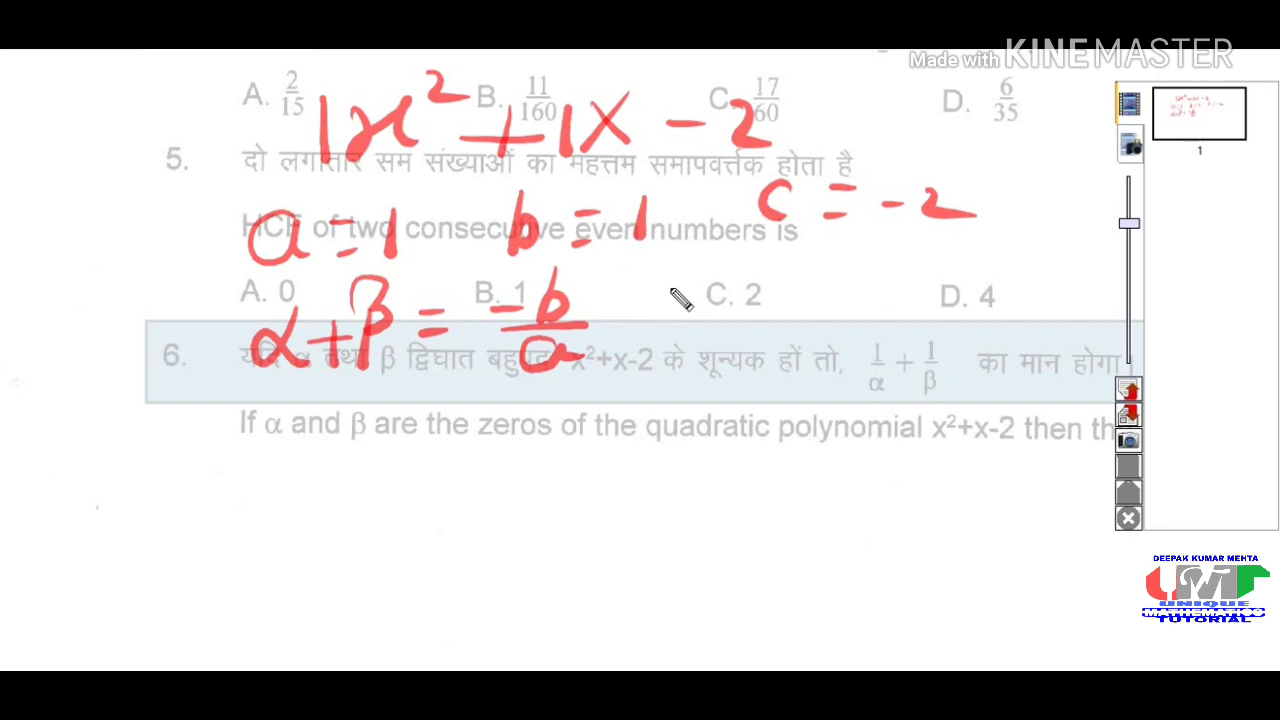 Made with KINEMASTER
A. 2/15 B. 11/160 C. 17/60 D. 6/35
1x² + 1x - 2
5. दो लगातार सम संख्याओं का महत्तम समापवर्त्तक होता है
a = 1 b = 1 c = -2
HCF of two consecutive even numbers is
A. 0 B. 1 C. 2 D. 4
α+β = -b/a
6. यदि α तथा β द्विघात बहुपद x²+x-2 के शून्यक हों तो, 1/α + 1/β का मान होगा
If α and β are the zeros of the quadratic polynomial x²+x-2 then th
1
DEEPAK KUMAR MEHTA
UMT
UNIQUE
MATHEMATICS
TUTORIAL